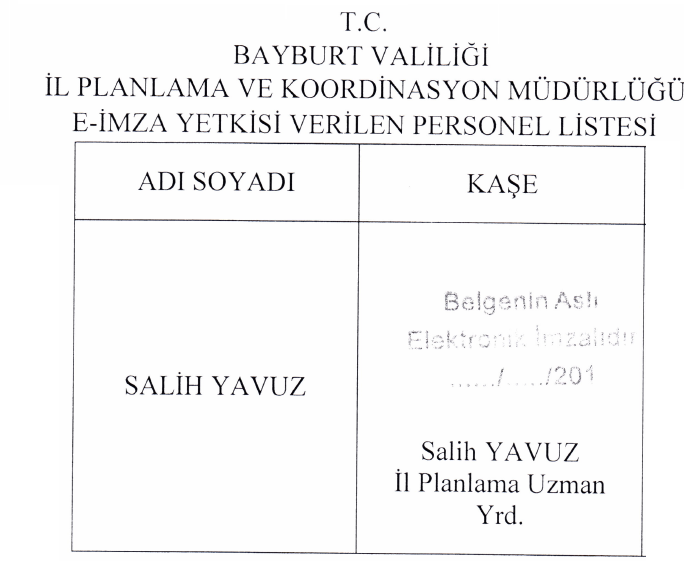 T.C.
BAYBURT VALİLİĞİ
İL PLANLAMA VE KOORDİNASYON MÜDÜRLÜĞÜ
E-İMZA YETKİSİ VERİLEN PERSONEL LİSTESİ
ADI SOYADI KAŞE
Belgenin Aslı
Elektronik İmzalıdır
....../....../201
SALİH YAVUZ
Salih YAVUZ
İl Planlama Uzman
Yrd.